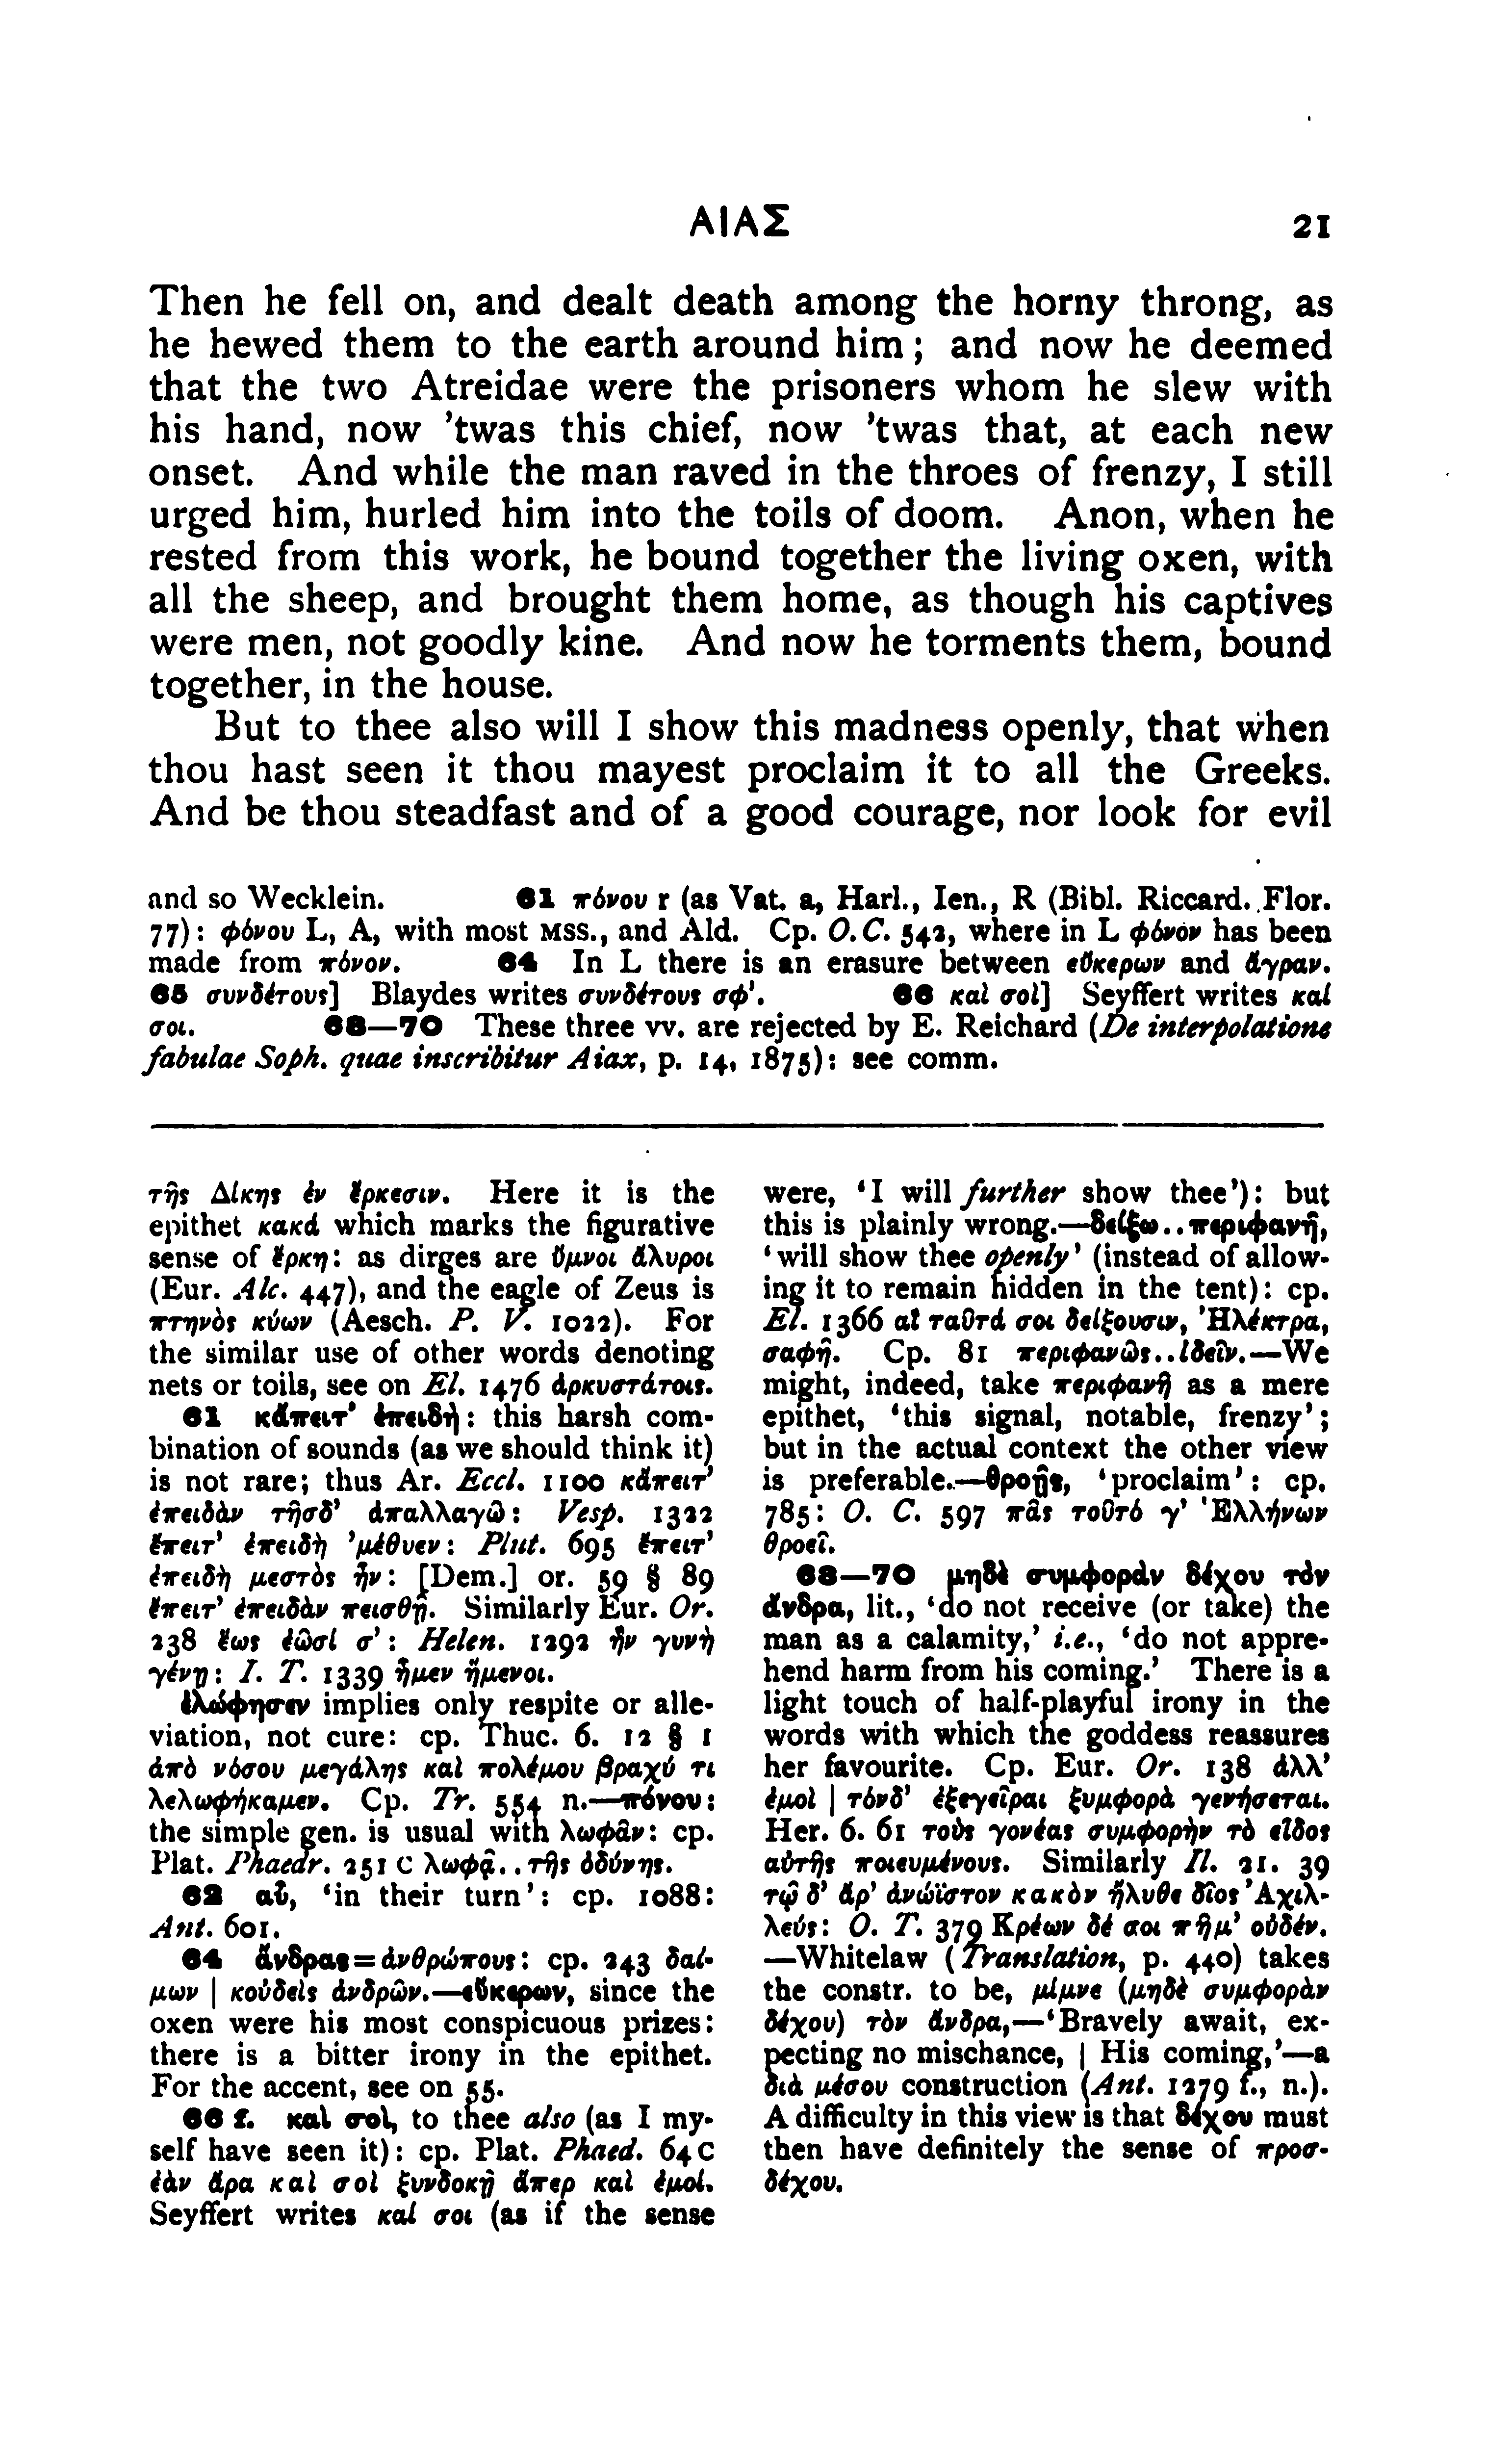 ΑΙΑΣ 21
Then he fell on, and dealt death among the horny throng, as
he hewed them to the earth around him; and now he deemed
that the two Atreidae were the prisoners whom he slew with
his hand, now ’twas this chief, now ’twas that, at each new
onset. And while the man raved in the throes of frenzy, I still
urged him, hurled him into the toils of doom. Anon, when he
rested from this work, he bound together the living oxen, with
all the sheep, and brought them home, as though his captives
were men, not goodly kine. And now he torments them, bound
together, in the house.
But to thee also will I show this madness openly, that when
thou hast seen it thou mayest proclaim it to all the Greeks.
And be thou steadfast and of a good courage, nor look for evil
and so Wecklein. 61 πόνου r (as Vat. a, Harl., Ien., R (Bibl. Riccard. Flor.
77): φόνου L, A, with most MSS., and Ald. Cp. O. C. 542, where in L φόνον has been
made from πόνον. 64 In L there is an erasure between εὔκερων and ἄγραν.
65 συνδέτους] Blaydes writes συνδέτους σφ’. 66 καὶ σοὶ] Seyffert writes καί
σοι. 68—70 These three vv. are rejected by E. Reichard (De interpolatione
fabulae Soph. quae inscribitur Aiax, p. 14, 1875): see comm.
τῆς Δίκης ἐν ἕρκεσιν. Here it is the
epithet κακά which marks the figurative
sense of ἕρκη: as dirges are ὕμνοι ἄλυροι
(Eur. Alc. 447), and the eagle of Zeus is
πτηνὸς κύων (Aesch. P. V. 1022). For
the similar use of other words denoting
nets or toils, see on El. 1476 ἀρκυστάτοις.
61 κἄπειτ’ ἐπειδὴ: this harsh com-
bination of sounds (as we should think it)
is not rare; thus Ar. Eccl. 1100 κἄπειτ’
ἐπειδὰν τῆσδ’ ἀπαλλαγῶ: Vesp. 1322
ἔπειτ’ ἐπειδὴ ’μέθυεν: Plut. 695 ἔπειτ’
ἐπειδὴ μεστὸς ἦν: [Dem.] or. 59 § 89
ἔπειτ’ ἐπειδὰν πεισθῇ. Similarly Eur. Or.
238 ἕως ἐῶσί σ’: Helen. 1292 ἢν γυνὴ
γένῃ: I. T. 1339 ἦμεν ἥμενοι.
ἐλώφησεν implies only respite or alle-
viation, not cure: cp. Thuc. 6. 12 § 1
ἀπὸ νόσου μεγάλης καὶ πολέμου βραχύ τι
λελωφήκαμεν. Cp. Tr. 554 n.—πόνου:
the simple gen. is usual with λωφᾶν: cp.
Plat. Phaedr. 251 C λωφᾷ..τῆς ὀδύνης.
62 αὖ, ‘in their turn’: cp. 1088:
Ant. 601.
64 ἄνδρας=ἀνθρώπους: cp. 243 δαί-
μων | κοὐδεὶς ἀνδρῶν.—εὔκερων, since the
oxen were his most conspicuous prizes:
there is a bitter irony in the epithet.
For the accent, see on 55.
66 f. καὶ σοὶ, to thee also (as I my-
self have seen it): cp. Plat. Phaed. 64 C
ἐὰν ἄρα καὶ σοὶ ξυνδοκῇ ἅπερ καὶ ἐμοί.
Seyffert writes καί σοι (as if the sense
were, ‘I will further show thee’): but
this is plainly wrong.—δείξω..περιφανῆ,
‘will show thee openly’ (instead of allow-
ing it to remain hidden in the tent): cp.
El. 1366 αἳ ταῦτά σοι δείξουσιν, Ἠλέκτρα,
σαφῆ. Cp. 81 περιφανῶς..ἰδεῖν.—We
might, indeed, take περιφανῆ as a mere
epithet, ‘this signal, notable, frenzy’;
but in the actual context the other view
is preferable.—θροῇς, ‘proclaim’: cp.
785: O. C. 597 πᾶς τοῦτό γ’ Ἑλλήνων
θροεῖ.
68—70 μηδὲ συμφορὰν δέχου τὸν
ἄνδρα, lit., ‘do not receive (or take) the
man as a calamity,’ i.e., ‘do not appre-
hend harm from his coming.’ There is a
light touch of half-playful irony in the
words with which the goddess reassures
her favourite. Cp. Eur. Or. 138 ἀλλ’
ἐμοὶ | τόνδ’ ἐξεγεῖραι ξυμφορὰ γενήσεται.
Her. 6. 61 τοὺς γονέας συμφορὴν τὸ εἶδος
αὐτῆς ποιευμένους. Similarly Il. 21. 39
τῷ δ’ ἄρ’ ἀνώϊστον κακὸν ἤλυθε δῖος Ἀχιλ-
λεύς: O. T. 379 Κρέων δέ σοι πῆμ’ οὐδέν.
—Whitelaw (Translation, p. 440) takes
the constr. to be, μίμνε (μηδὲ συμφορὰν
δέχου) τὸν ἄνδρα,—‘Bravely await, ex-
pecting no mischance, | His coming,’—a
διὰ μέσου construction (Ant. 1279 f., n.).
A difficulty in this view is that δέχου must
then have definitely the sense of προσ-
δέχου.